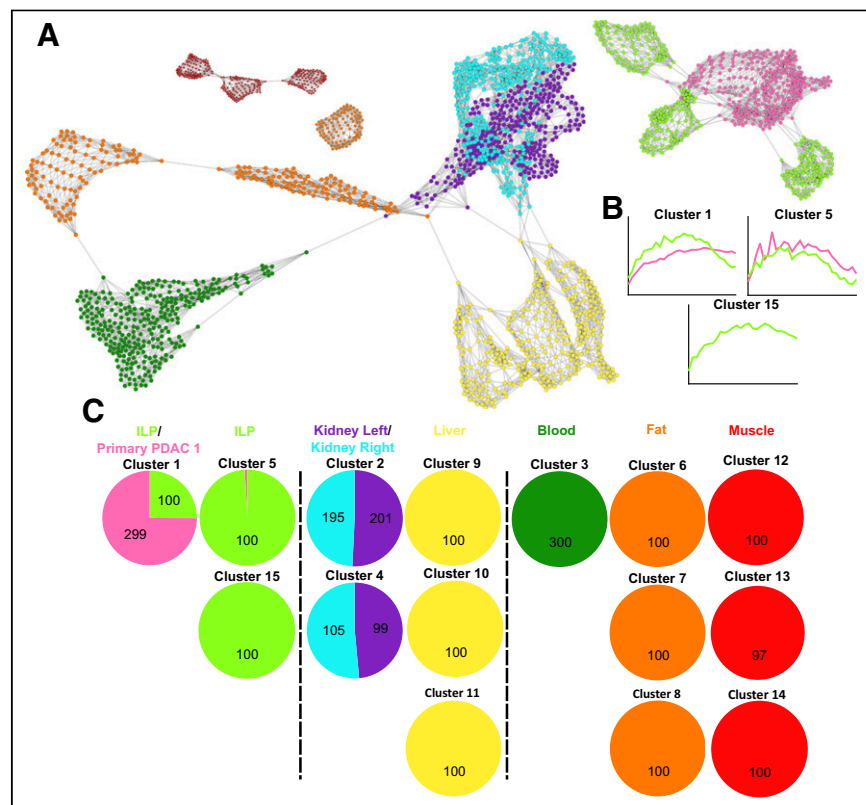 A
B
Cluster 1 Cluster 5
Cluster 15
C
ILP/ ILP Kidney Left/ Liver Blood Fat Muscle
Primary PDAC 1 Kidney Right
Cluster 1 Cluster 5 Cluster 2 Cluster 9 Cluster 3 Cluster 6 Cluster 12
100 299 100 195 201 100 300 100 100
Cluster 15 Cluster 4 Cluster 10 Cluster 7 Cluster 13
100 105 99 100 100 97
Cluster 11 Cluster 8 Cluster 14
100 100 100